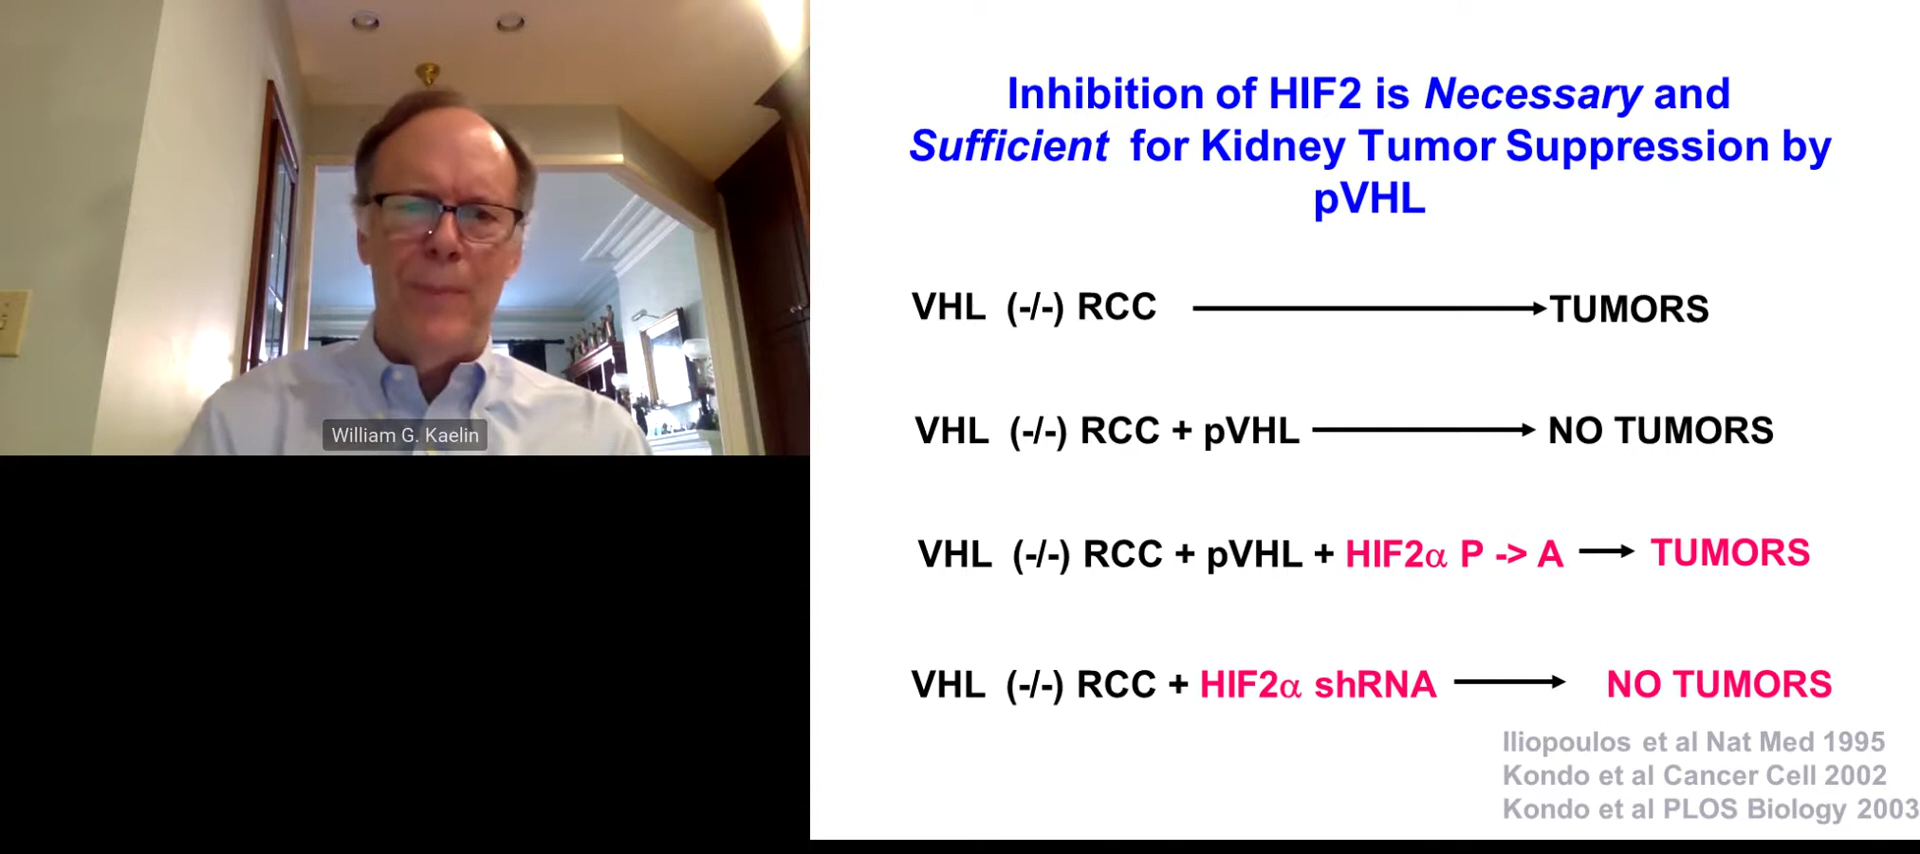 William G. Kaelin
Inhibition of HIF2 is Necessary and
Sufficient for Kidney Tumor Suppression by
pVHL
VHL (-/-) RCC → TUMORS
VHL (-/-) RCC + pVHL → NO TUMORS
VHL (-/-) RCC + pVHL + HIF2α P -> A → TUMORS
VHL (-/-) RCC + HIF2α shRNA → NO TUMORS
Iliopoulos et al Nat Med 1995
Kondo et al Cancer Cell 2002
Kondo et al PLOS Biology 2003